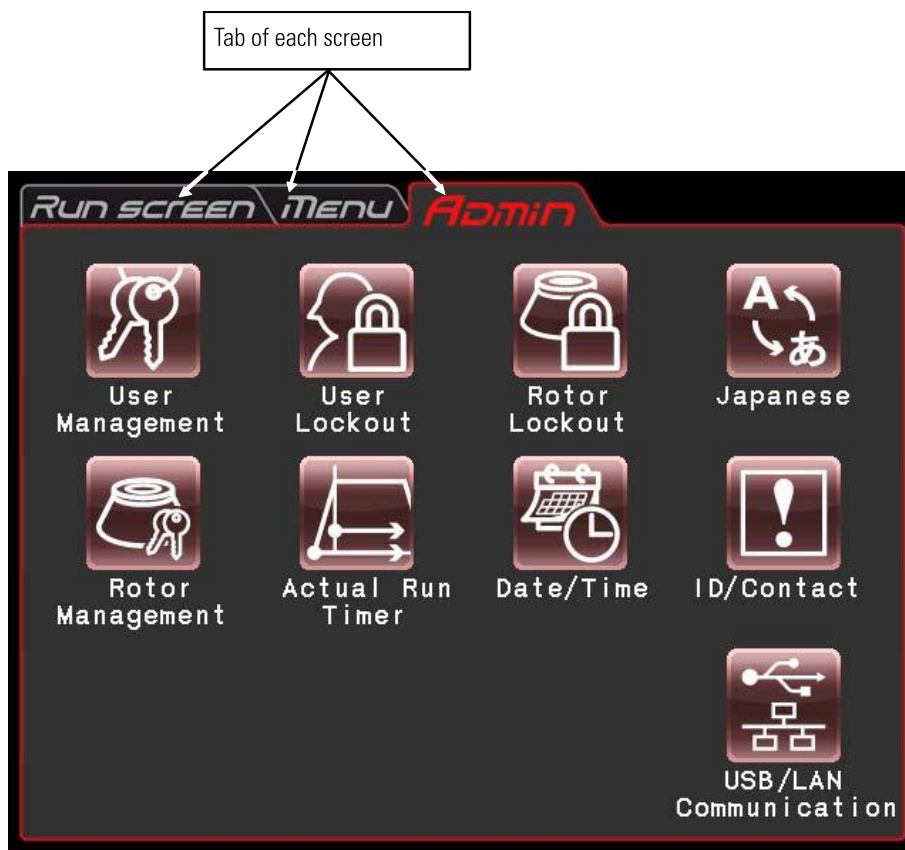 Tab of each screen
Run screen Menu Admin
A
あ
User Management
User Lockout
Rotor Lockout
Japanese
Rotor Management
Actual Run Timer
Date/Time
ID/Contact
USB/LAN
Communication